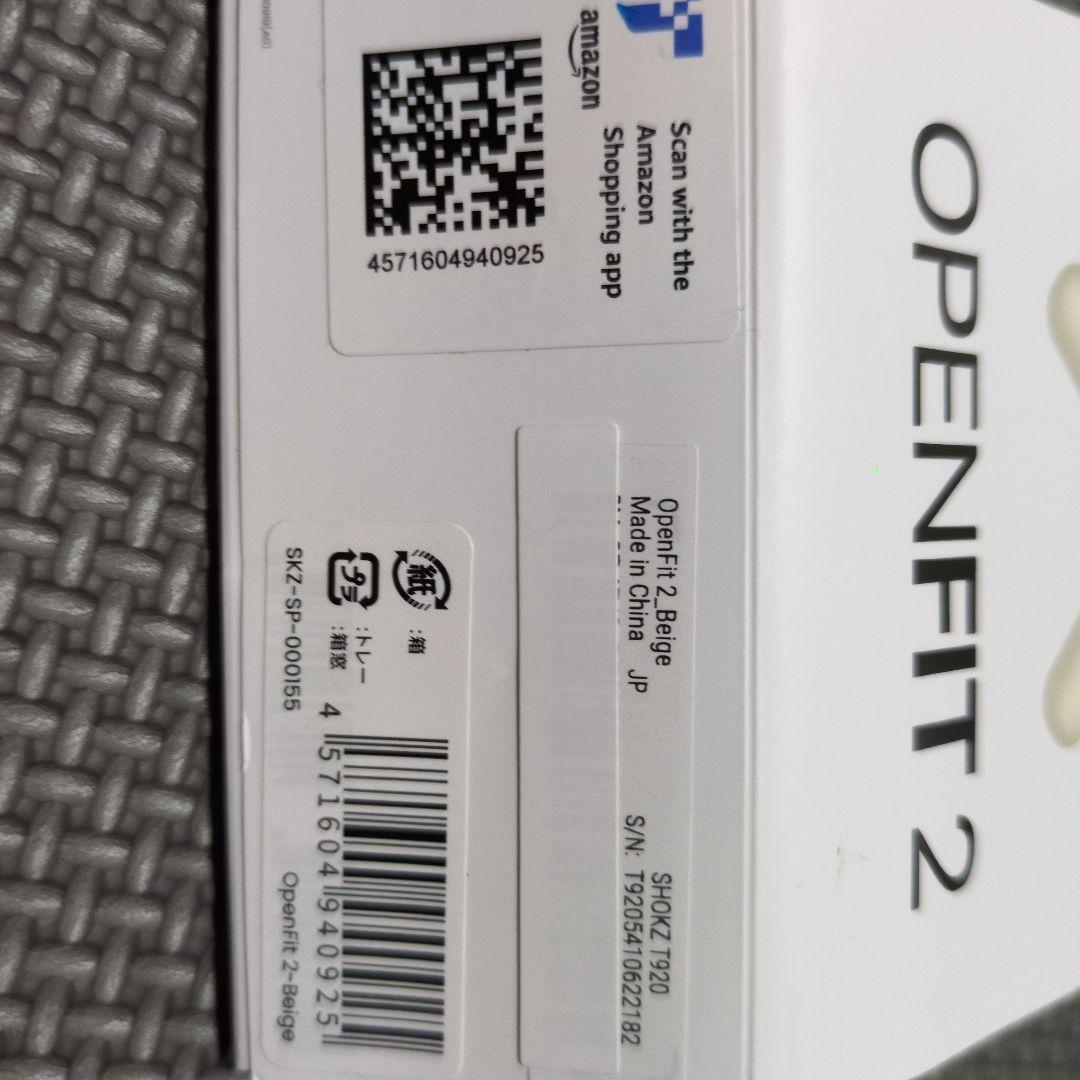 OPENFIT 2
amazon
Scan with the
Amazon
Shopping app
4571604940925
OpenFit 2_Beige
Made in China JP
SHOKZ T920
S/N: T9205410622182
紙
:箱
プラ
:トレー
:箱窓
SKZ-SP-000155
4 571604 940925
OpenFit 2-Beige